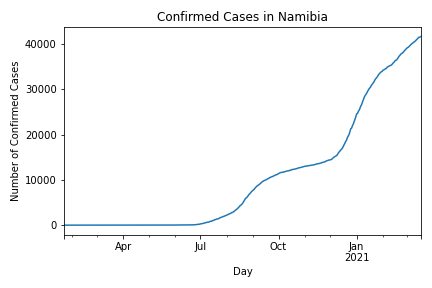 Confirmed Cases in Namibia
40000
30000
20000
10000
0
Number of Confirmed Cases
Apr
Jul
Oct
Jan
2021
Day